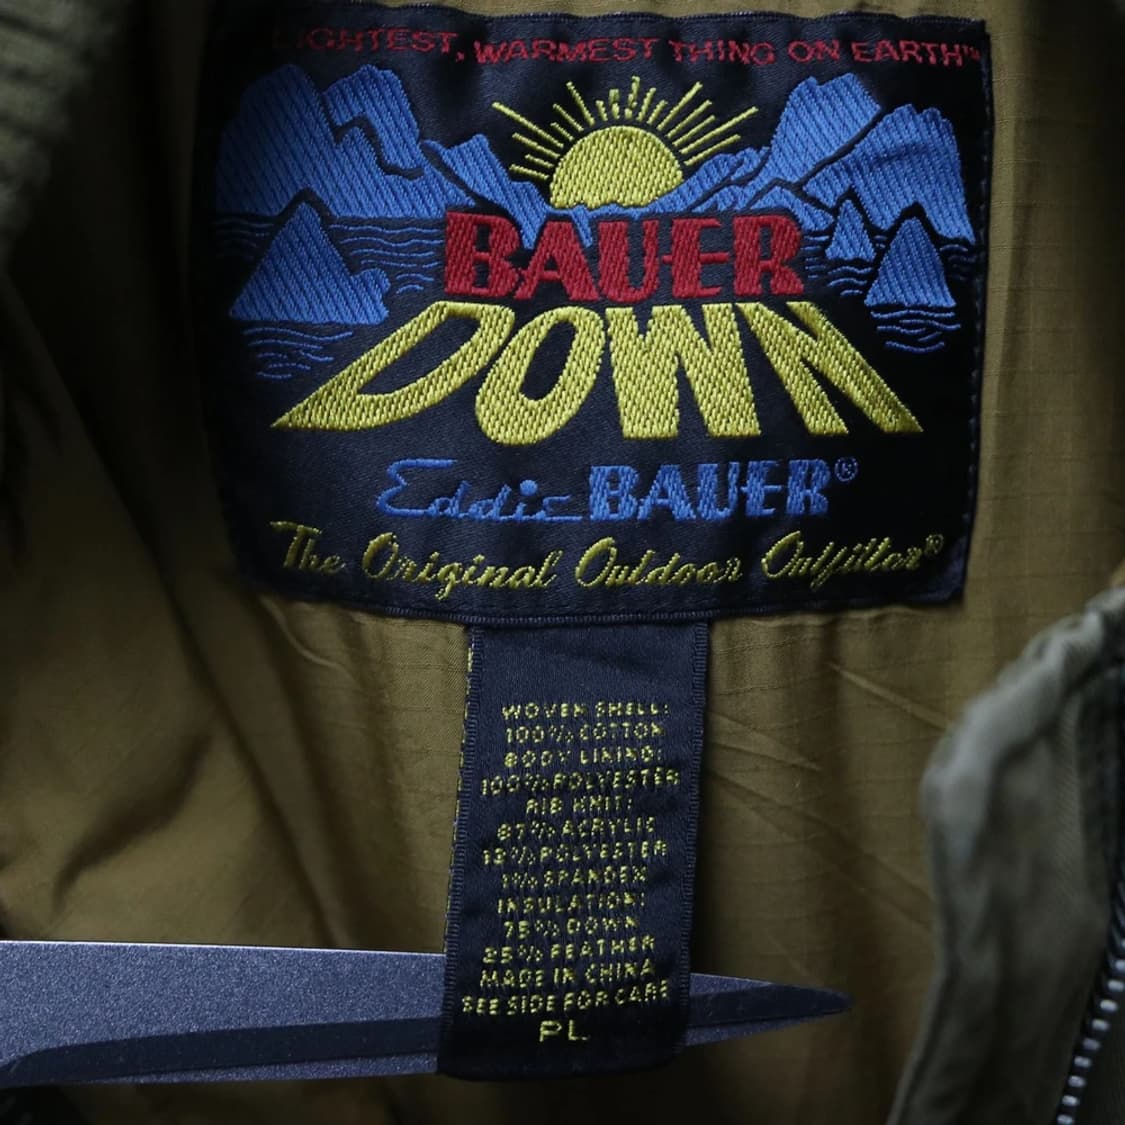 LIGHTEST, WARMEST THING ON EARTH™
BAUER
DOWN
Eddie BAUER®
The Original Outdoor Outfitter®
WOVEN SHELL:
100% COTTON
BODY LINING:
100% POLYESTER
RIB KNIT:
87% ACRYLIC
12% POLYESTER
1% SPANDEX
INSULATION:
75% DOWN
25% FEATHER
MADE IN CHINA
SEE SIDE FOR CARE
PL